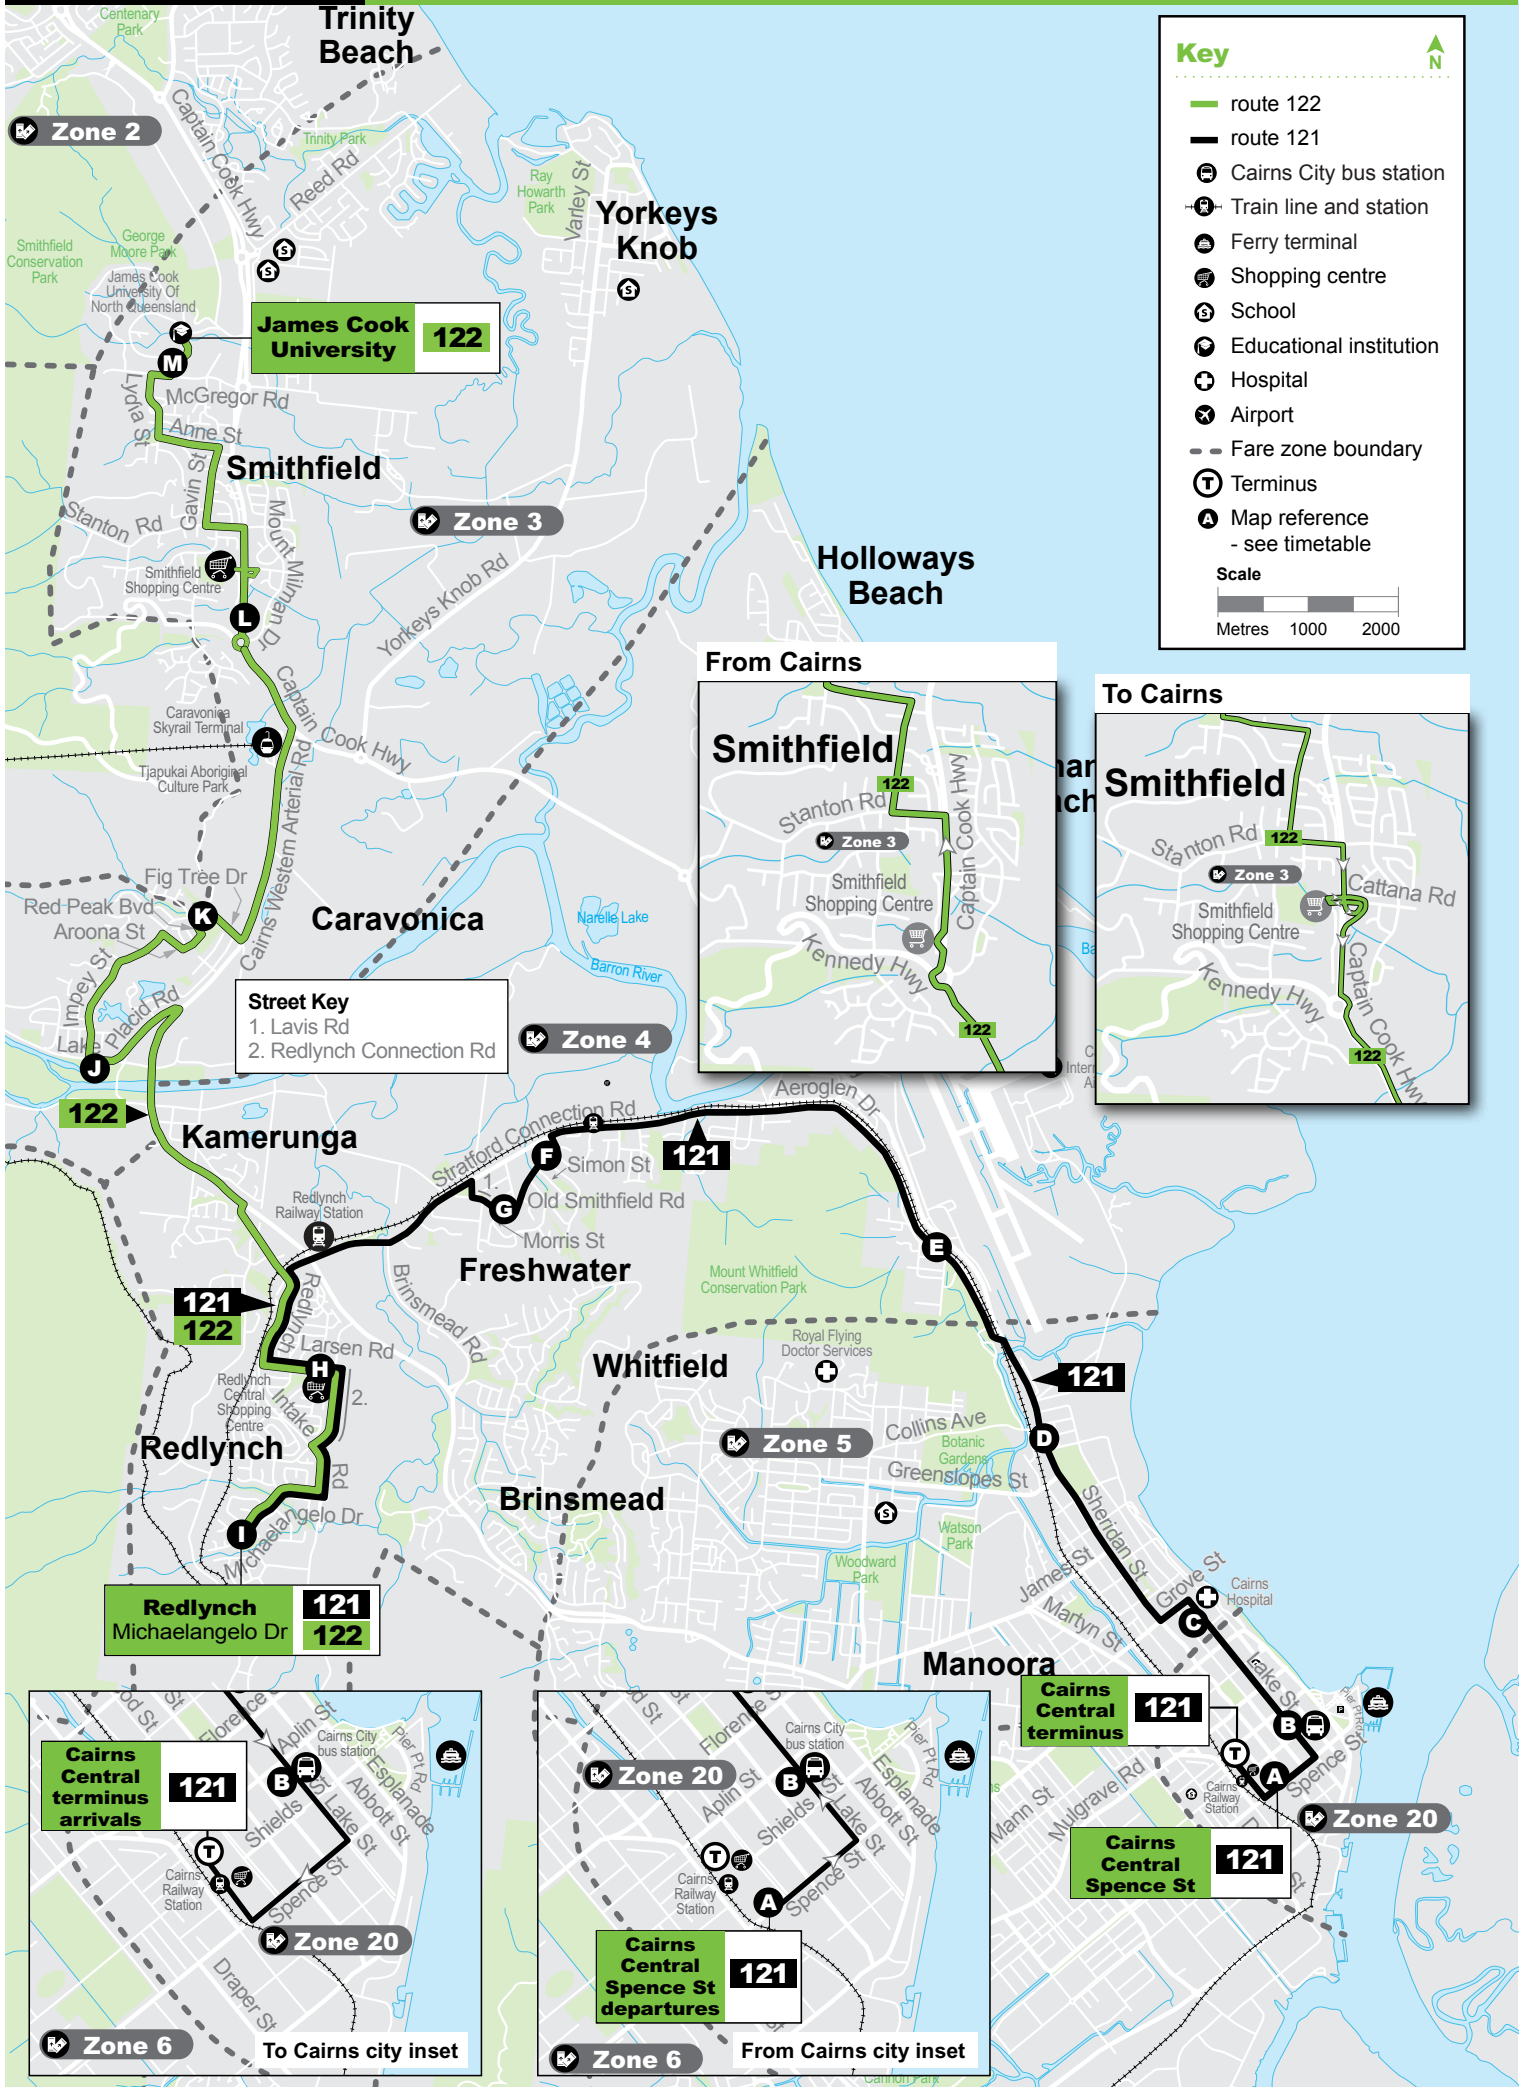 Centenary
Park
Trinity
Beach
Zone 2
Captain Cook Hwy
Trinity Park
Reed Rd
Ray
Howarth
Park
Varley St
Yorkeys
Knob
Smithfield
Conservation
Park
George
Moore Park
James Cook
University Of
North Queensland
James Cook
University
122
M
Lydia St
McGregor Rd
Anne St
Gavin St
Smithfield
Stanton Rd
Mount Milman Dr
Zone 3
Smithfield
Shopping Centre
L
Yorkeys Knob Rd
Holloways
Beach
Captain Cook Hwy
Caravonica
Skyrail Terminal
Tjapukai Aboriginal
Culture Park
Cairns Western Arterial Rd
Fig Tree Dr
Red Peak Bvd
K
Aroona St
Caravonica
Narelle Lake
Barron River
Impey St
Lake Placid Rd
J
Street Key
1. Lavis Rd
2. Redlynch Connection Rd
Zone 4
122
Kamerunga
Stratford Connection Rd
Aeroglen Dr
F
Simon St
121
1.
G
Old Smithfield Rd
Morris St
Redlynch
Railway Station
Freshwater
E
Mount Whitfield
Conservation Park
121
122
Redlynch
Intake
Rd
Larsen Rd
Brinsmead Rd
H
Redlynch
Central
Shopping
Centre
2.
Redlynch
I
Michaelangelo Dr
Redlynch
Michaelangelo Dr
121
122
Whitfield
Royal Flying
Doctor Services
121
Zone 5
Collins Ave
D
Botanic
Gardens
Greenslopes St
Brinsmead
Watson
Park
Woodward
Park
Sheridan St
James St
Martyn St
Grove St
Cairns
Hospital
C
Manoora
Lake St
Cairns
Central
terminus
121
B
Pier Pt Rd
T
A
Spence St
Cairns
Railway
Station
Mann St
Mulgrave Rd
Zone 20
Cairns
Central
Spence St
121
Key
N
route 122
route 121
Cairns City bus station
Train line and station
Ferry terminal
Shopping centre
School
Educational institution
Hospital
Airport
Fare zone boundary
T Terminus
A Map reference
- see timetable
Scale
Metres 1000 2000
From Cairns
Smithfield
122
Stanton Rd
Captain Cook Hwy
Zone 3
Smithfield
Shopping Centre
Kennedy Hwy
122
To Cairns
Smithfield
Stanton Rd
122
Zone 3
Cattana Rd
Smithfield
Shopping Centre
Kennedy Hwy
Captain Cook Hwy
122
Florence
Aplin St
Cairns City
bus station
Pier Pt Rd
Cairns
Central
terminus
arrivals
121
B
Esplanade
Abbott St
Lake St
Shields St
T
Cairns
Railway
Station
Spence St
Zone 20
Draper St
Zone 6
To Cairns city inset
Florence
Cairns City
bus station
Pier Pt Rd
Zone 20
Aplin St
B
Esplanade
Abbott St
Lake St
Shields St
T
Cairns
Railway
Station
A
Spence St
Cairns
Central
Spence St
departures
121
Zone 6
From Cairns city inset
Cannon Park